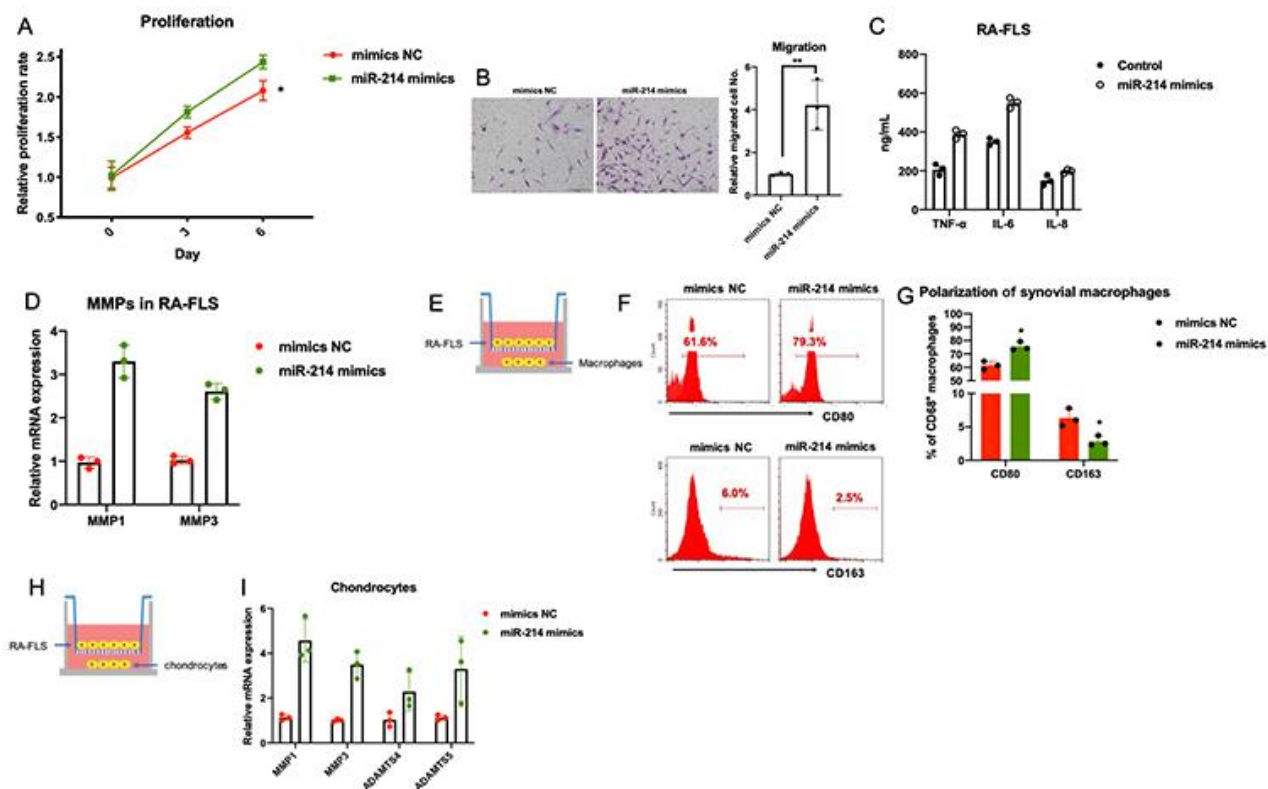 A
Proliferation
Relative proliferation rate
2.5
2.0
1.5
1.0
0.5
0
3
6
Day
mimics NC
miR-214 mimics
*
B
mimics NC
miR-214 mimics
Migration
**
Relative migrated cell No.
6
4
2
0
mimics NC
miR-214 mimics
C
RA-FLS
ng/mL
800
600
400
200
0
TNF-α
IL-6
IL-8
Control
miR-214 mimics
D
MMPs in RA-FLS
Relative mRNA expression
4
3
2
1
0
MMP1
MMP3
mimics NC
miR-214 mimics
E
RA-FLS
Macrophages
F
mimics NC
miR-214 mimics
61.6%
79.3%
Count
Count
CD80
mimics NC
miR-214 mimics
6.0%
2.5%
Count
Count
CD163
G
Polarization of synovial macrophages
% of CD68⁺ macrophages
100
90
80
70
60
50
10
5
0
*
*
CD80
CD163
mimics NC
miR-214 mimics
H
RA-FLS
chondrocytes
I
Chondrocytes
Relative mRNA expression
6
4
2
0
MMP1
MMP3
ADAMTS4
ADAMTS5
mimics NC
miR-214 mimics